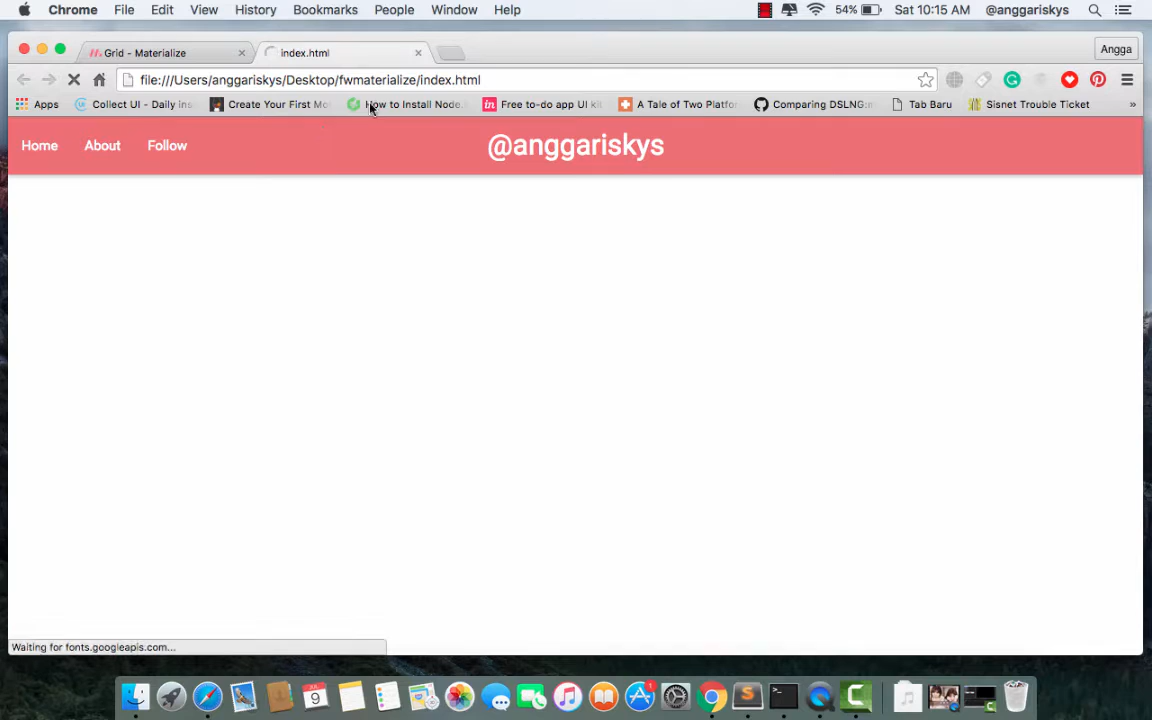 Chrome File Edit View History Bookmarks People Window Help 54% Sat 10:15 AM @anggariskys
Grid - Materialize index.html Angga
file:///Users/anggariskys/Desktop/fwmaterialize/index.html
Apps Collect UI - Daily ins Create Your First Mo How to Install Node. in Free to-do app UI ki A Tale of Two Platfor Comparing DSLNG: Tab Baru Sisnet Trouble Ticket »
Home About Follow @anggariskys
Waiting for fonts.googleapis.com...
9